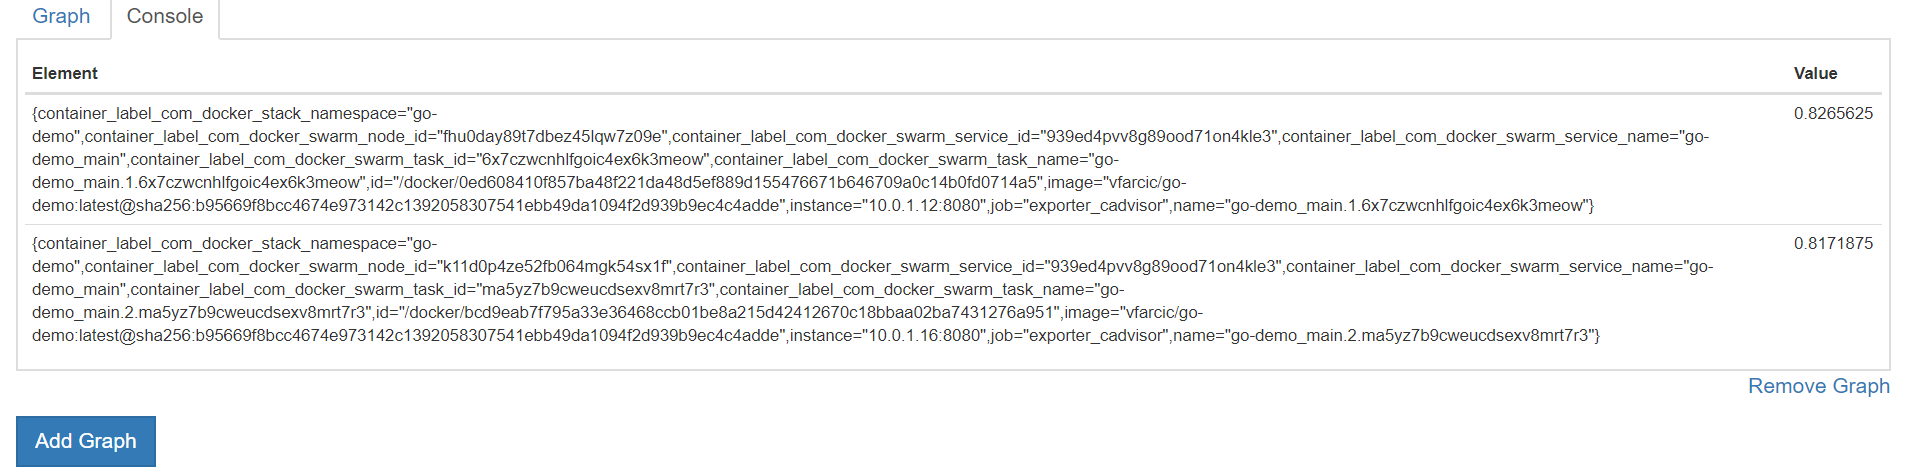 Graph Console
Element Value
{container_label_com_docker_stack_namespace="go- 0.8265625
demo",container_label_com_docker_swarm_node_id="fhu0day89t7dbez45lqw7z09e",container_label_com_docker_swarm_service_id="939ed4pvv8g89ood71on4kle3",container_label_com_docker_swarm_service_name="go-
demo_main",container_label_com_docker_swarm_task_id="6x7czwcnhlfgoic4ex6k3meow",container_label_com_docker_swarm_task_name="go-
demo_main.1.6x7czwcnhlfgoic4ex6k3meow",id="/docker/0ed608410f857ba48f221da48d5ef889d155476671b646709a0c14b0fd0714a5",image="vfarcic/go-
demo:latest@sha256:b95669f8bcc4674e973142c1392058307541ebb49da1094f2d939b9ec4c4adde",instance="10.0.1.12:8080",job="exporter_cadvisor",name="go-demo_main.1.6x7czwcnhlfgoic4ex6k3meow"}
{container_label_com_docker_stack_namespace="go- 0.8171875
demo",container_label_com_docker_swarm_node_id="k11d0p4ze52fb064mgk54sx1f",container_label_com_docker_swarm_service_id="939ed4pvv8g89ood71on4kle3",container_label_com_docker_swarm_service_name="go-
demo_main",container_label_com_docker_swarm_task_id="ma5yz7b9cweucdsexv8mrt7r3",container_label_com_docker_swarm_task_name="go-
demo_main.2.ma5yz7b9cweucdsexv8mrt7r3",id="/docker/bcd9eab7f795a33e36468ccb01be8a215d42412670c18bbaa02ba7431276a951",image="vfarcic/go-
demo:latest@sha256:b95669f8bcc4674e973142c1392058307541ebb49da1094f2d939b9ec4c4adde",instance="10.0.1.16:8080",job="exporter_cadvisor",name="go-demo_main.2.ma5yz7b9cweucdsexv8mrt7r3"}
Remove Graph
Add Graph